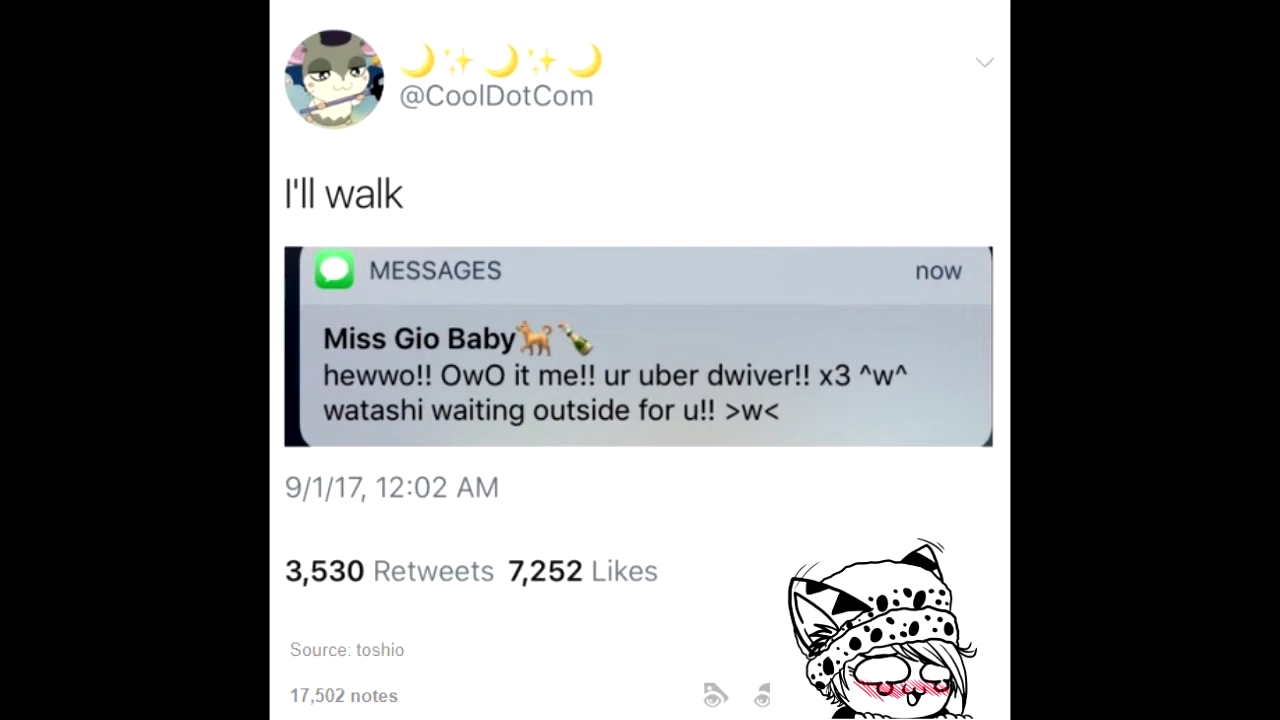 🌙✨🌙✨🌙
@CoolDotCom
I'll walk
MESSAGES now
Miss Gio Baby🐕🍾
hewwo!! OwO it me!! ur uber dwiver!! x3 ^w^
watashi waiting outside for u!! >w<
9/1/17, 12:02 AM
3,530 Retweets 7,252 Likes
Source: toshio
17,502 notes